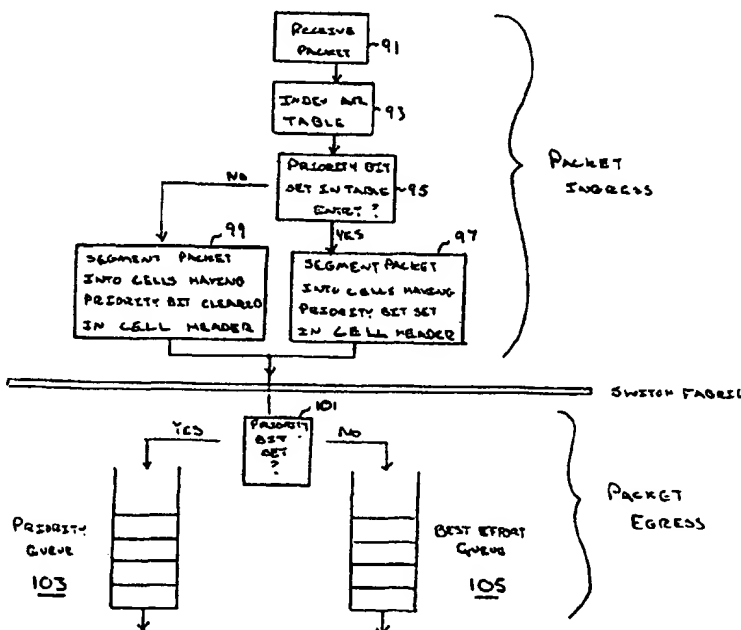 RECEIVE
PACKET
91
INDEX AIR
TABLE
93
PRIORITY BIT
SET IN TABLE
ENTRY?
95
NO
YES
PACKET
INGRESS
99
SEGMENT PACKET
INTO CELLS HAVING
PRIORITY BIT CLEARED
IN CELL HEADER
97
SEGMENT PACKET
INTO CELLS HAVING
PRIORITY BIT SET
IN CELL HEADER
SWITCH FABRIC
101
PRIORITY
BIT
SET
?
YES
NO
PRIORITY
QUEUE
103
BEST EFFORT
QUEUE
105
PACKET
EGRESS